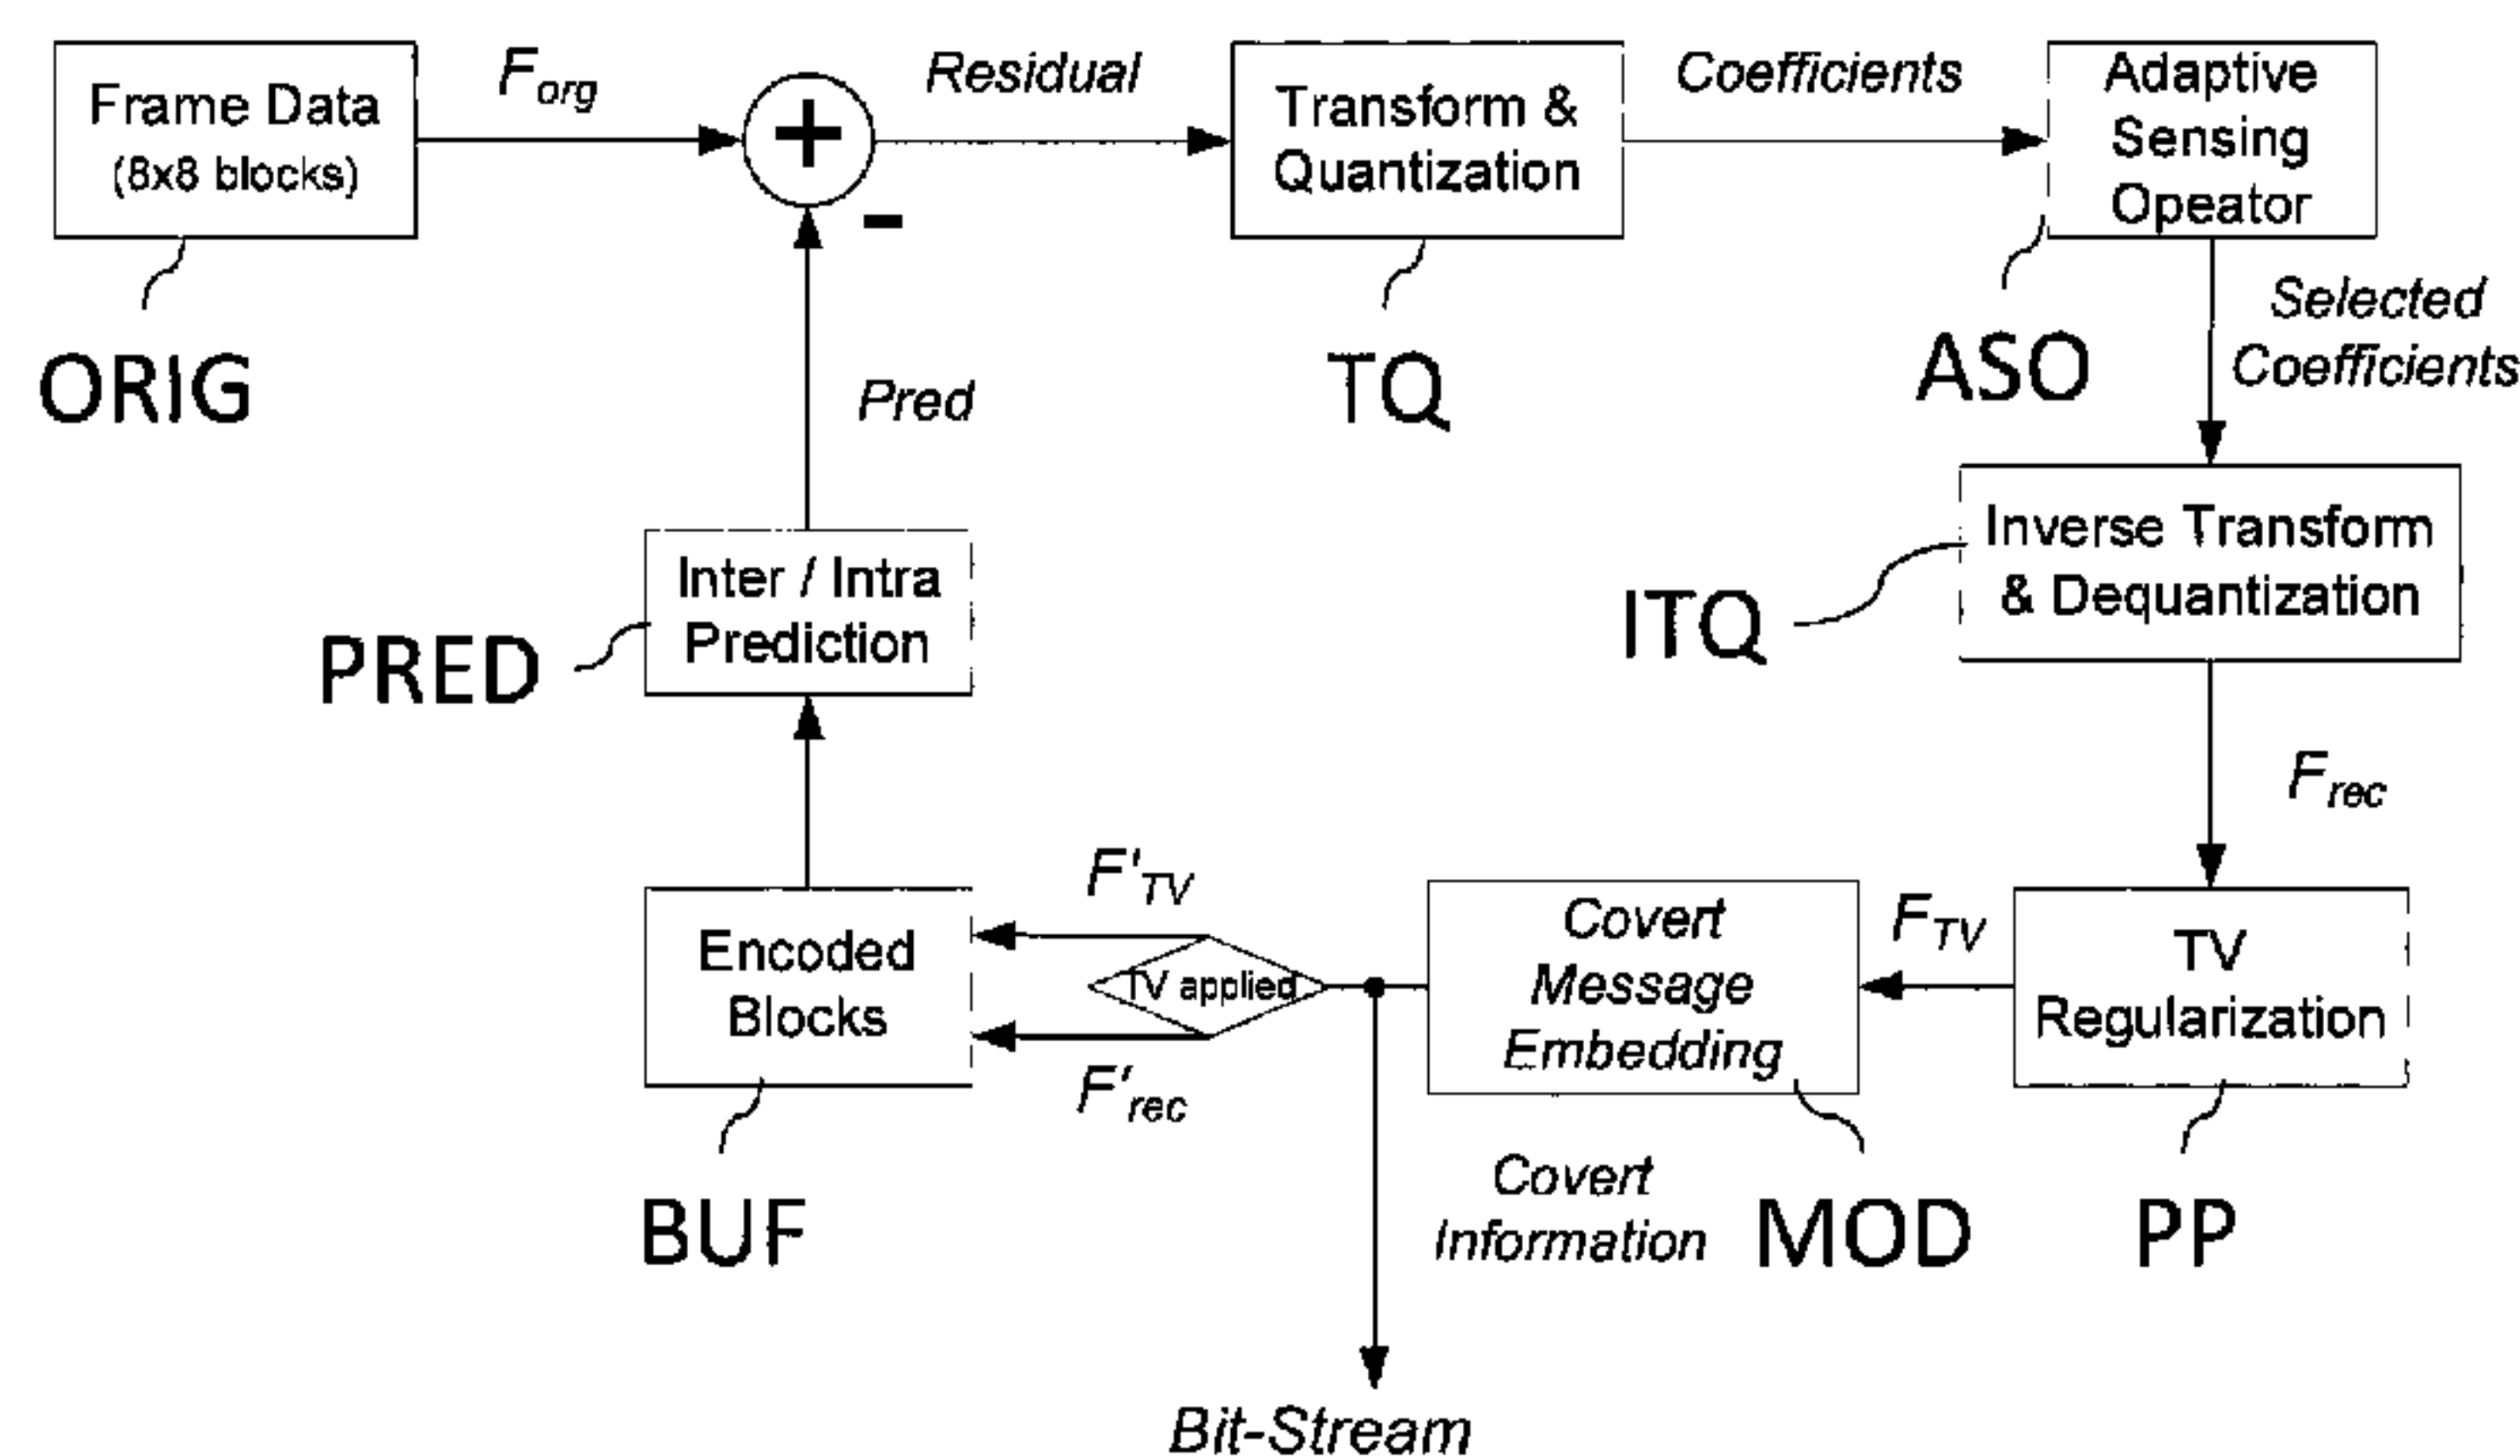 Frame Data
(8x8 blocks)
F_org
+
-
Residual
Transform &
Quantization
Coefficients
Adaptive
Sensing
Opeator
ORIG
TQ
ASO
Selected
Coefficients
Pred
Inter / Intra
Prediction
PRED
Inverse Transform
& Dequantization
ITQ
F_rec
Encoded
Blocks
F'_TV
TV applied
F'_rec
Covert
Message
Embedding
F_TV
TV
Regularization
BUF
Covert
Information
MOD
PP
Bit-Stream